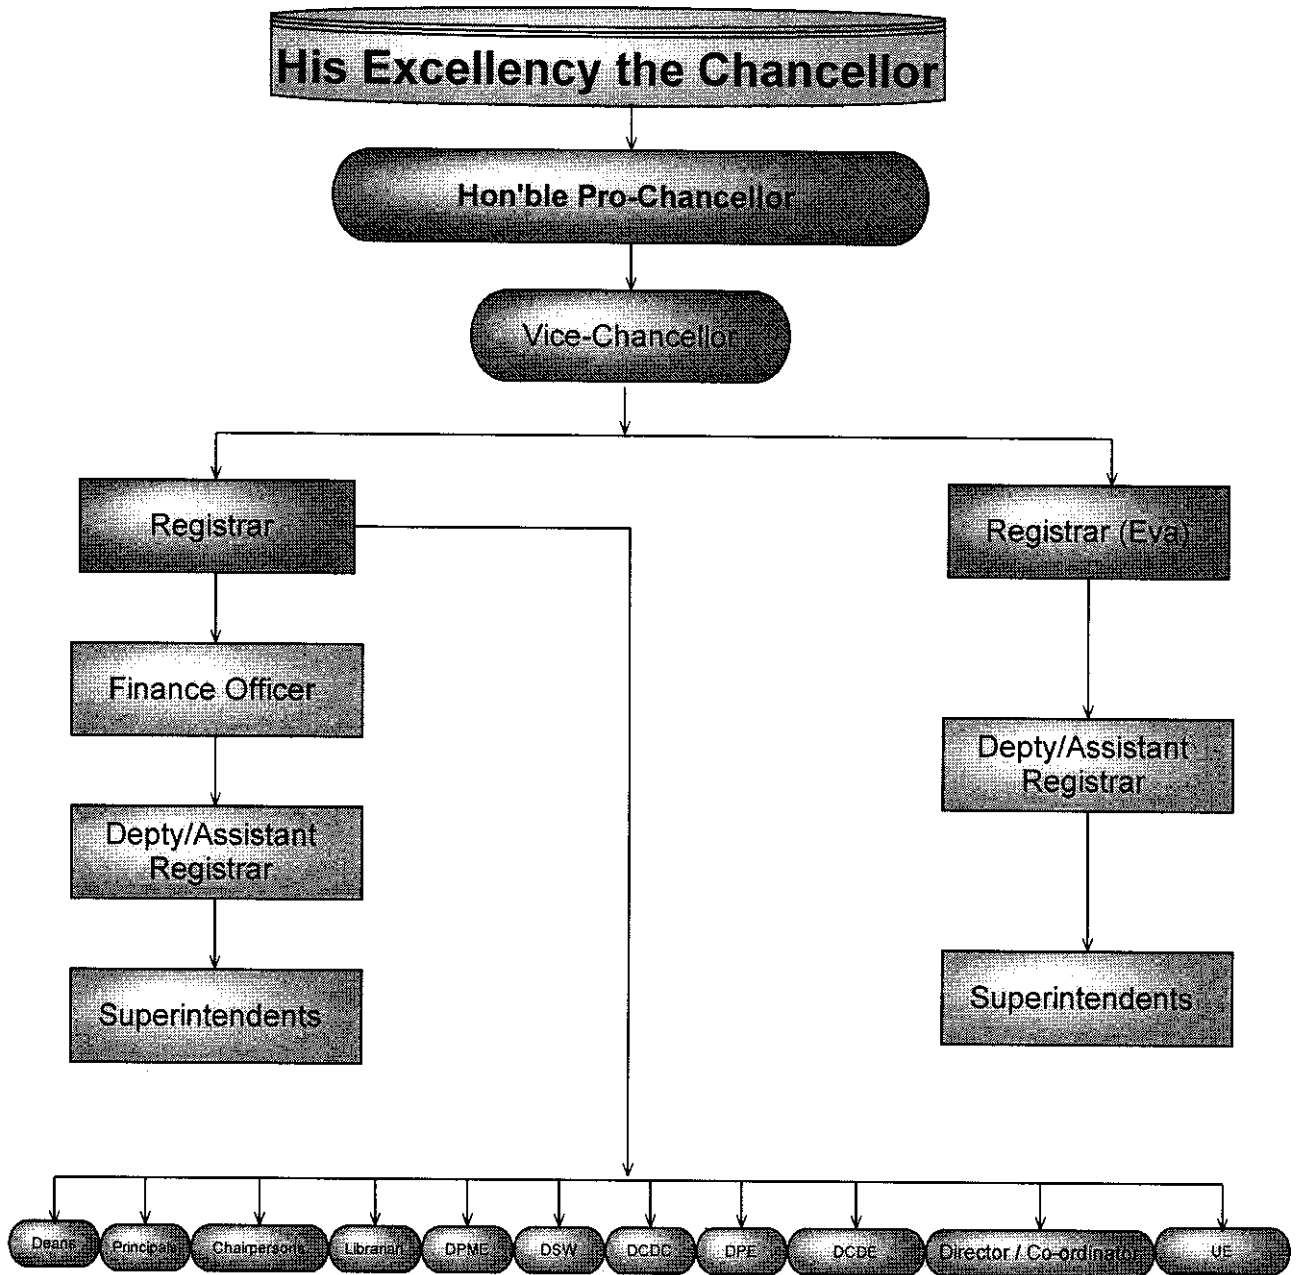 His Excellency the Chancellor
Hon'ble Pro-Chancellor
Vice-Chancellor
Registrar
Registrar (Eva)
Finance Officer
Depty/Assistant
Registrar
Depty/Assistant
Registrar
Superintendents
Superintendents
Deans
Principals
Chairpersons
Librarian
DPME
DSW
DCDC
DPE
DCDE
Director / Co-ordinator
UE